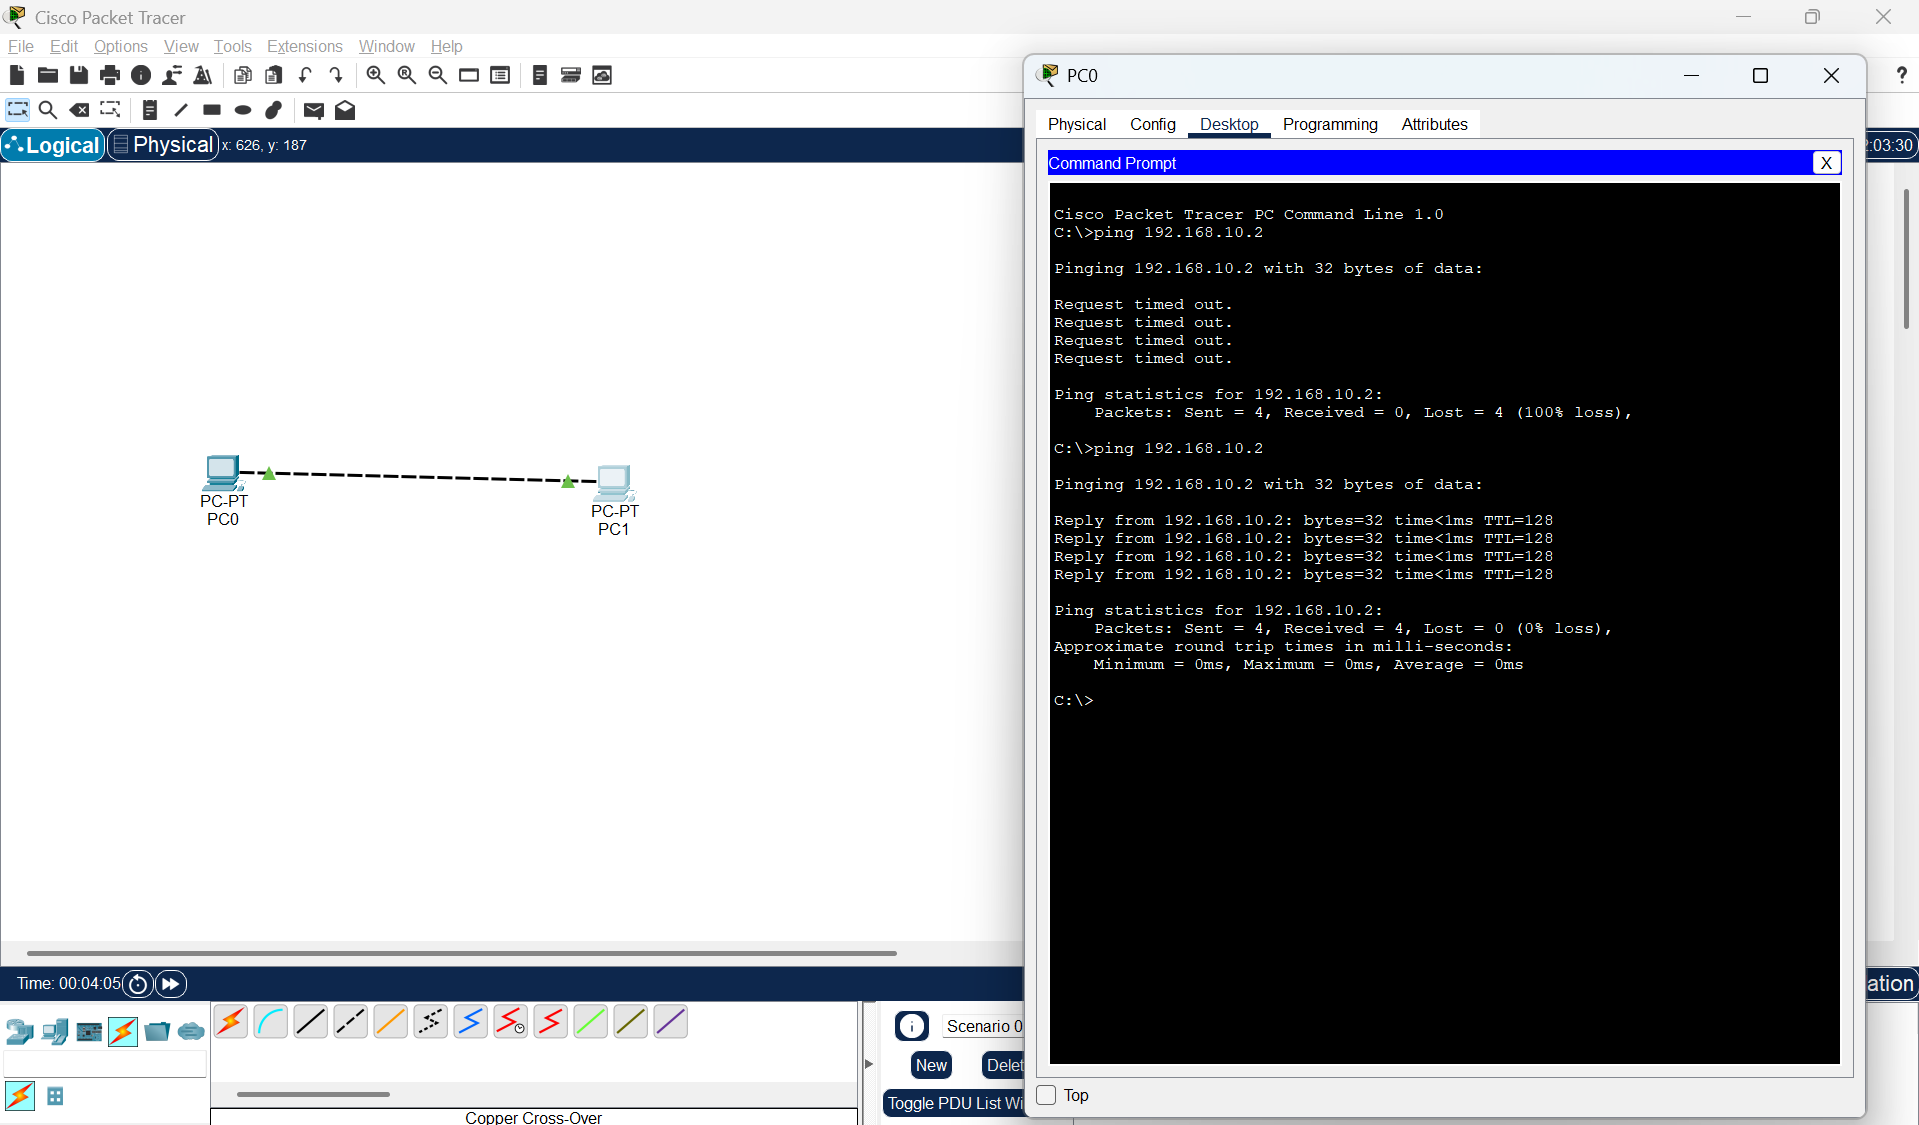 Cisco Packet Tracer
File Edit Options View Tools Extensions Window Help
Logical Physical x: 626, y: 187
:03:30
PC-PT
PC0
PC-PT
PC1
Time: 00:04:05
ation
Scenario 0
New Delet
Toggle PDU List Wi
Copper Cross-Over
PC0
Physical Config Desktop Programming Attributes
Command Prompt X
Cisco Packet Tracer PC Command Line 1.0
C:\>ping 192.168.10.2
Pinging 192.168.10.2 with 32 bytes of data:
Request timed out.
Request timed out.
Request timed out.
Request timed out.
Ping statistics for 192.168.10.2:
Packets: Sent = 4, Received = 0, Lost = 4 (100% loss),
C:\>ping 192.168.10.2
Pinging 192.168.10.2 with 32 bytes of data:
Reply from 192.168.10.2: bytes=32 time<1ms TTL=128
Reply from 192.168.10.2: bytes=32 time<1ms TTL=128
Reply from 192.168.10.2: bytes=32 time<1ms TTL=128
Reply from 192.168.10.2: bytes=32 time<1ms TTL=128
Ping statistics for 192.168.10.2:
Packets: Sent = 4, Received = 4, Lost = 0 (0% loss),
Approximate round trip times in milli-seconds:
Minimum = 0ms, Maximum = 0ms, Average = 0ms
C:\>
Top